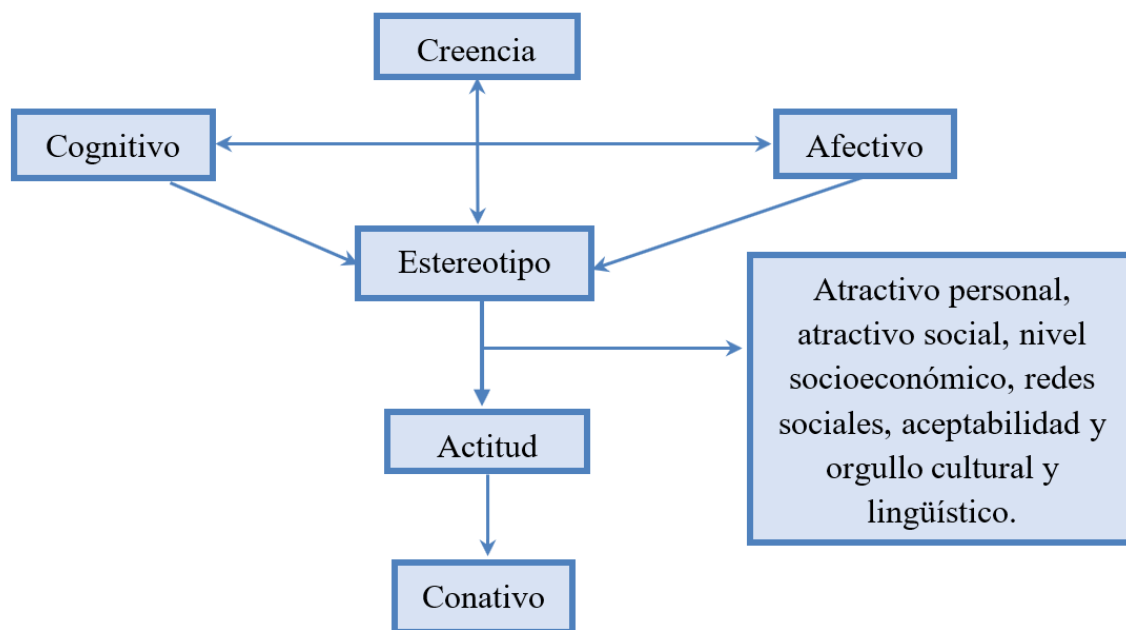 Creencia
Cognitivo
Afectivo
Estereotipo
Atractivo personal,
atractivo social, nivel
socioeconómico, redes
sociales, aceptabilidad y
orgullo cultural y
lingüístico.
Actitud
Conativo